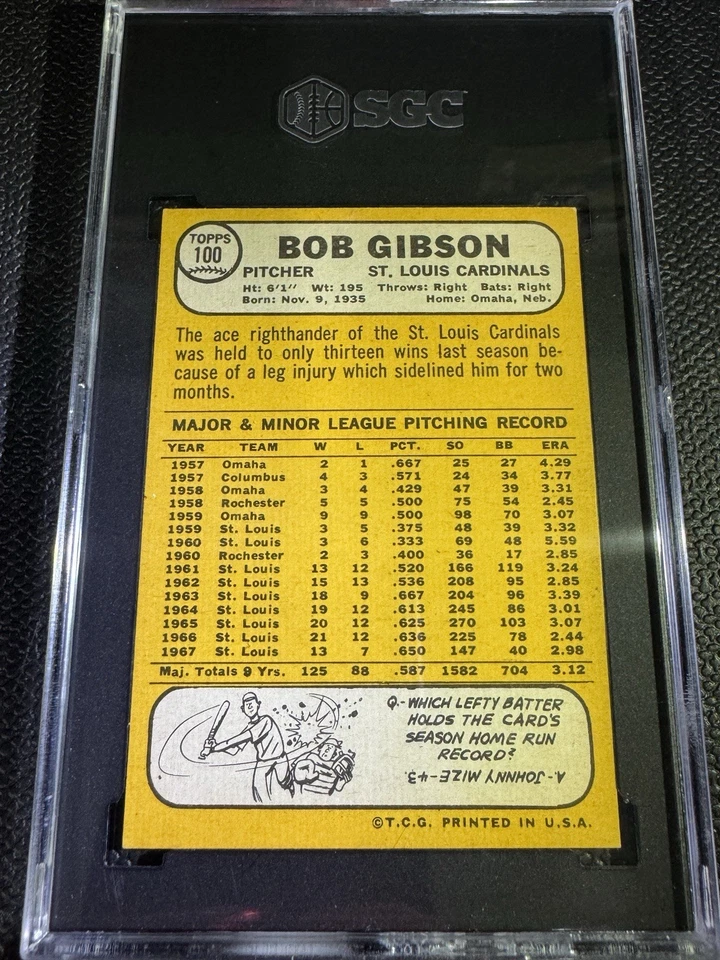 SGC
TOPPS
100
BOB GIBSON
PITCHER ST. LOUIS CARDINALS
Ht: 6'1" Wt: 195 Throws: Right Bats: Right
Born: Nov. 9, 1935 Home: Omaha, Neb.
The ace righthander of the St. Louis Cardinals
was held to only thirteen wins last season be-
cause of a leg injury which sidelined him for two
months.
MAJOR & MINOR LEAGUE PITCHING RECORD
YEAR TEAM W L PCT. SO BB ERA
1957 Omaha 2 1 .667 25 27 4.29
1957 Columbus 4 3 .571 24 34 3.77
1958 Omaha 3 4 .429 47 39 3.31
1958 Rochester 5 5 .500 75 54 2.45
1959 Omaha 9 9 .500 98 70 3.07
1959 St. Louis 3 5 .375 48 39 3.32
1960 St. Louis 3 6 .333 69 48 5.59
1960 Rochester 2 3 .400 36 17 2.85
1961 St. Louis 13 12 .520 166 119 3.24
1962 St. Louis 15 13 .536 208 95 2.85
1963 St. Louis 18 9 .667 204 96 3.39
1964 St. Louis 19 12 .613 245 86 3.01
1965 St. Louis 20 12 .625 270 103 3.07
1966 St. Louis 21 12 .636 225 78 2.44
1967 St. Louis 13 7 .650 147 40 2.98
Maj. Totals 9 Yrs. 125 88 .587 1582 704 3.12
Q.-WHICH LEFTY BATTER
HOLDS THE CARD'S
SEASON HOME RUN
RECORD?
A.-JOHNNY MIZE-43.
©T.C.G. PRINTED IN U.S.A.